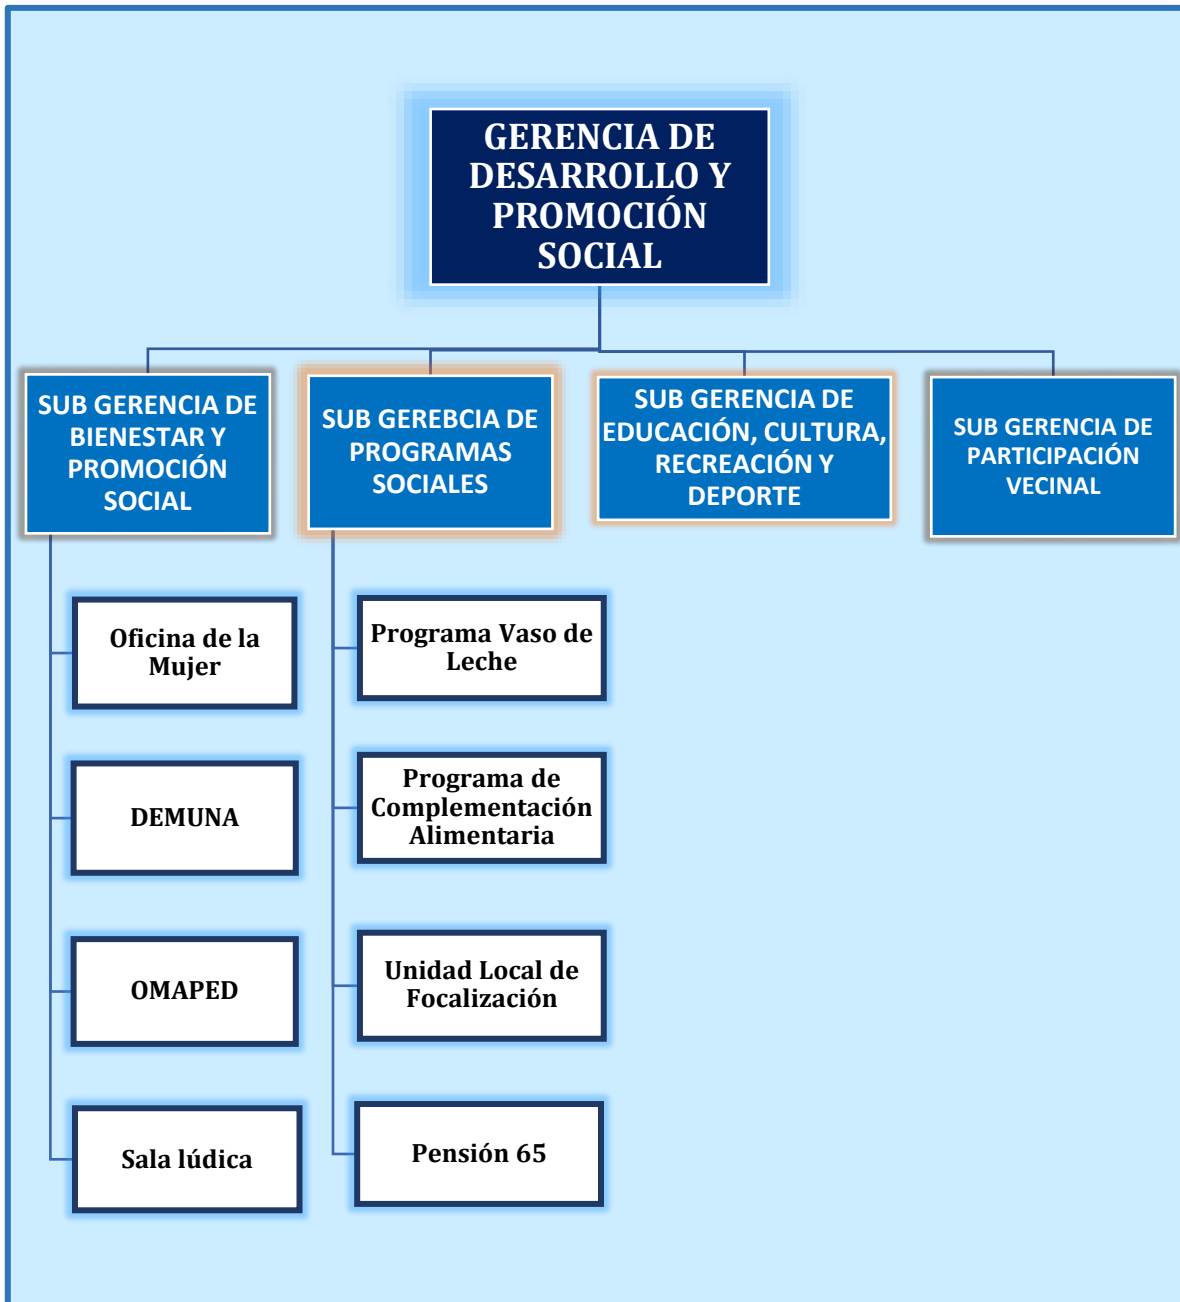 GERENCIA DE
DESARROLLO Y
PROMOCIÓN
SOCIAL
SUB GERENCIA DE
BIENESTAR Y
PROMOCIÓN
SOCIAL
SUB GEREBCIA DE
PROGRAMAS
SOCIALES
SUB GERENCIA DE
EDUCACIÓN, CULTURA,
RECREACIÓN Y
DEPORTE
SUB GERENCIA DE
PARTICIPACIÓN
VECINAL
Oficina de la
Mujer
DEMUNA
OMAPED
Sala lúdica
Programa Vaso de
Leche
Programa de
Complementación
Alimentaria
Unidad Local de
Focalización
Pensión 65